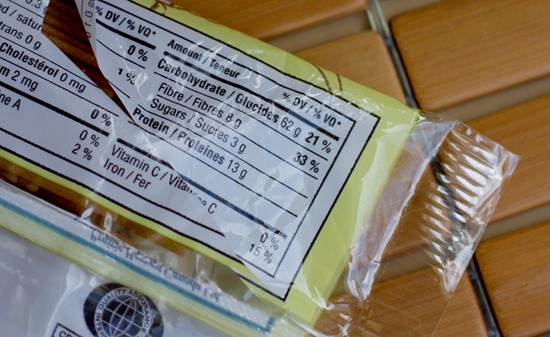 % DV / % VQ*
0 %
1 %
trans 0 g
Cholestérol 0 mg
2 mg
0 %
0 %
2 %
Amount / Teneur
% DV / % VQ*
Carbohydrate / Glucides 62 g 21 %
Fibre / Fibres 8 g 33 %
Sugars / Sucres 3 g
Protein / Protéines 13 g
Vitamin C / Vitamine C 0 %
Iron / Fer 15 %